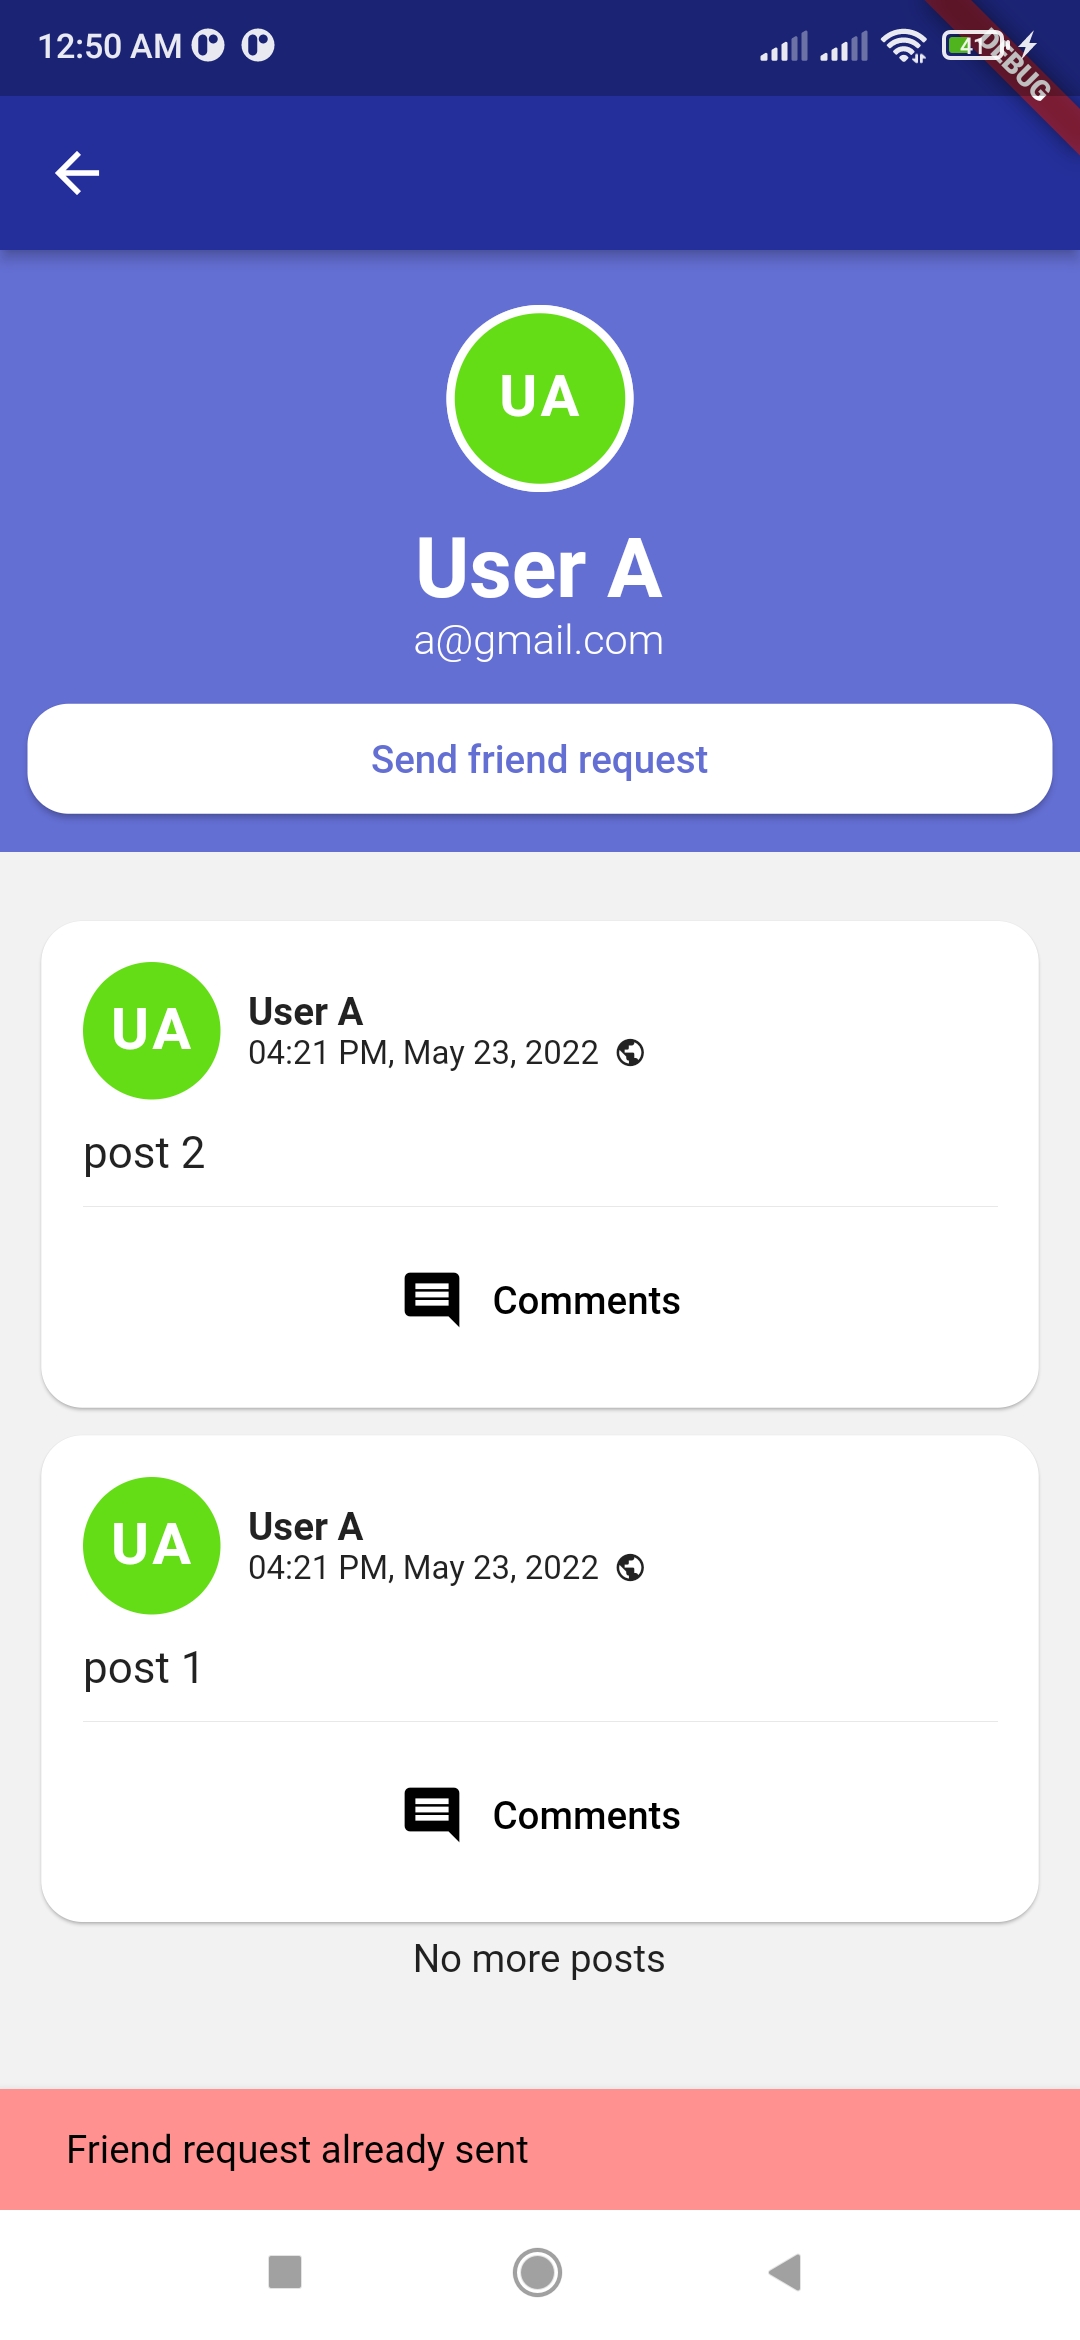 12:50 AM
41
DEBUG
UA
User A
a@gmail.com
Send friend request
UA
User A
04:21 PM, May 23, 2022
post 2
Comments
UA
User A
04:21 PM, May 23, 2022
post 1
Comments
No more posts
Friend request already sent